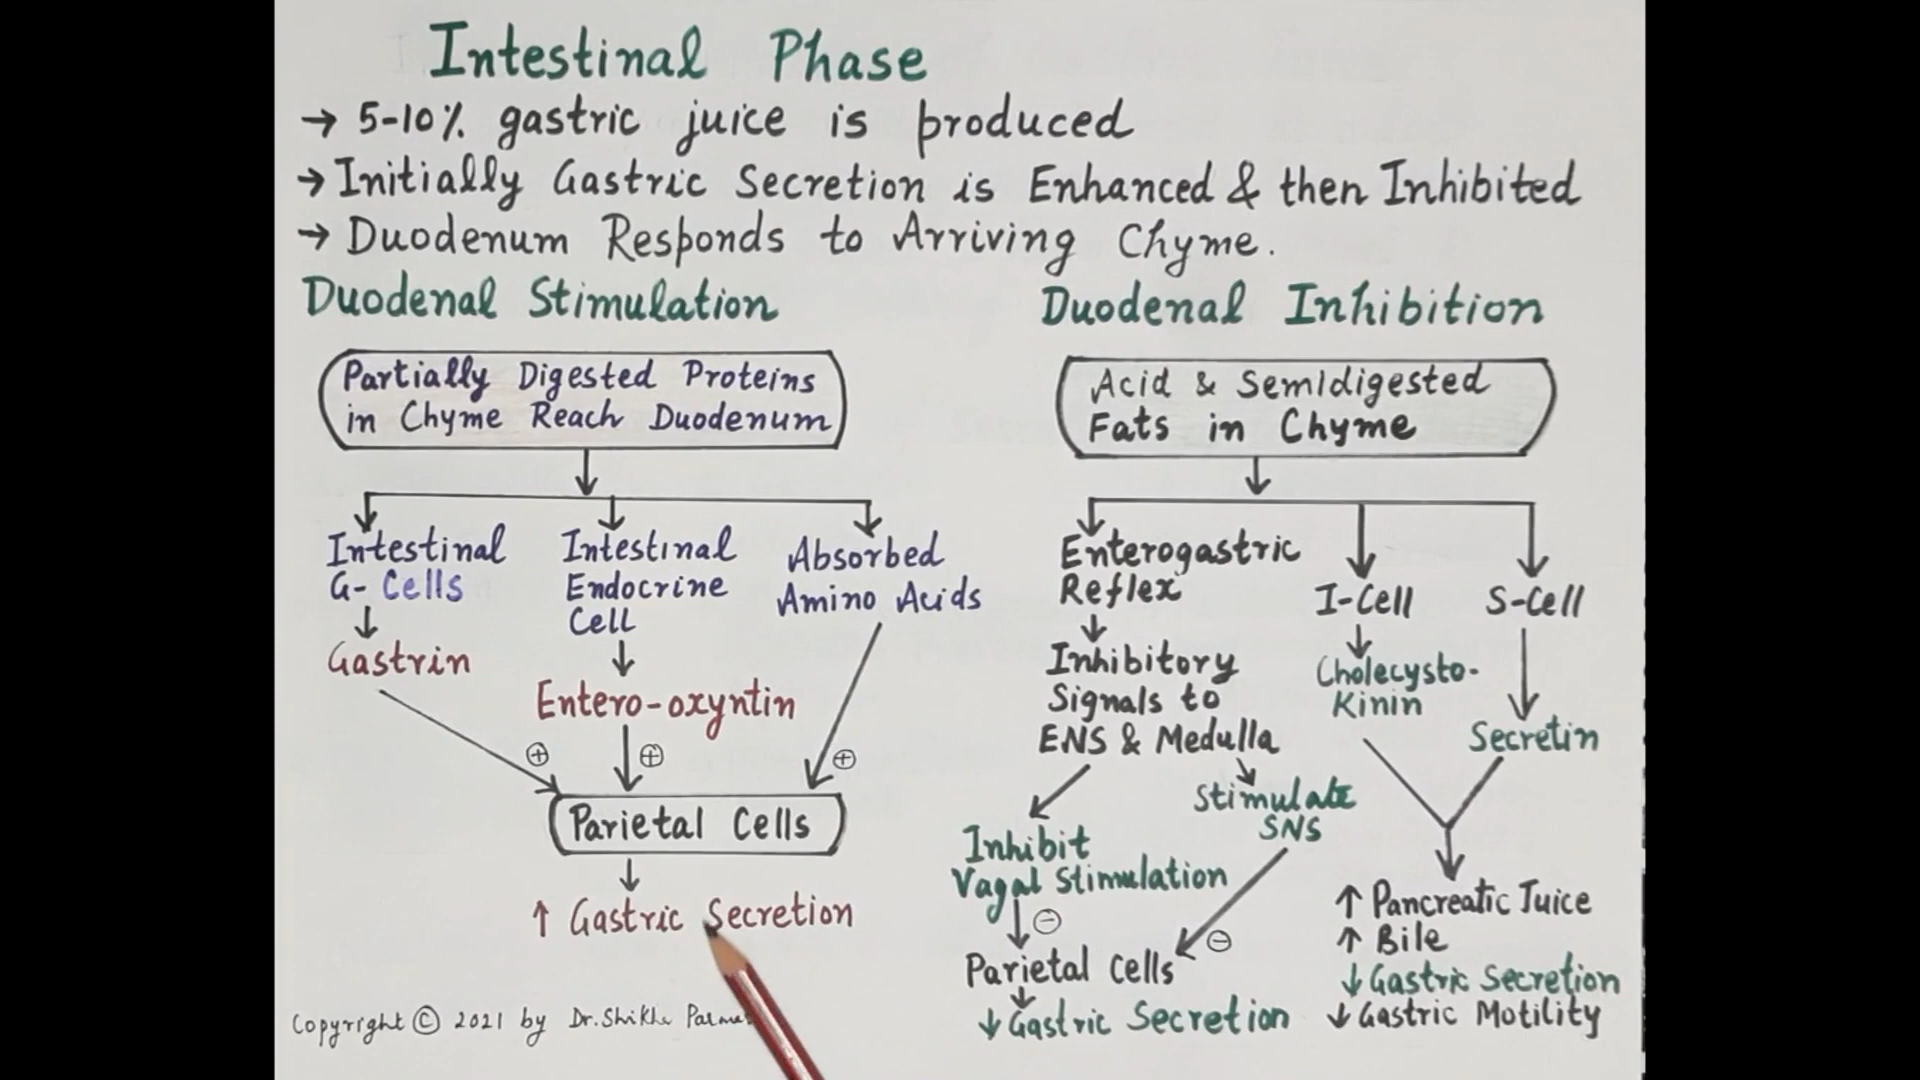 Intestinal Phase
→ 5-10% gastric juice is produced
→ Initially Gastric Secretion is Enhanced & then Inhibited
→ Duodenum Responds to Arriving Chyme.
Duodenal Stimulation
Partially Digested Proteins
in Chyme Reach Duodenum
Intestinal
G-Cells
Gastrin
Intestinal
Endocrine
Cell
Entero-oxyntin
Absorbed
Amino Acids
⊕ ⊕ ⊕
Parietal Cells
↑ Gastric Secretion
Duodenal Inhibition
Acid & Semidigested
Fats in Chyme
Enterogastric
Reflex
Inhibitory
Signals to
ENS & Medulla
Inhibit
Vagal Stimulation
⊖
Stimulate
SNS
⊖
Parietal Cells
↓ Gastric Secretion
I-Cell
Cholecysto-
Kinin
S-Cell
Secretin
↑ Pancreatic Juice
↑ Bile
↓ Gastric Secretion
↓ Gastric Motility
Copyright © 2021 by Dr. Shikha